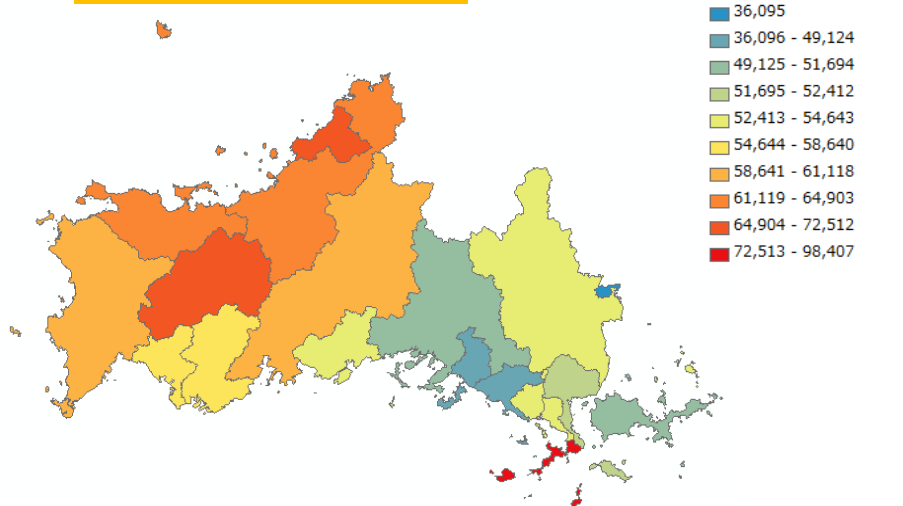 36,095
36,096 - 49,124
49,125 - 51,694
51,695 - 52,412
52,413 - 54,643
54,644 - 58,640
58,641 - 61,118
61,119 - 64,903
64,904 - 72,512
72,513 - 98,407